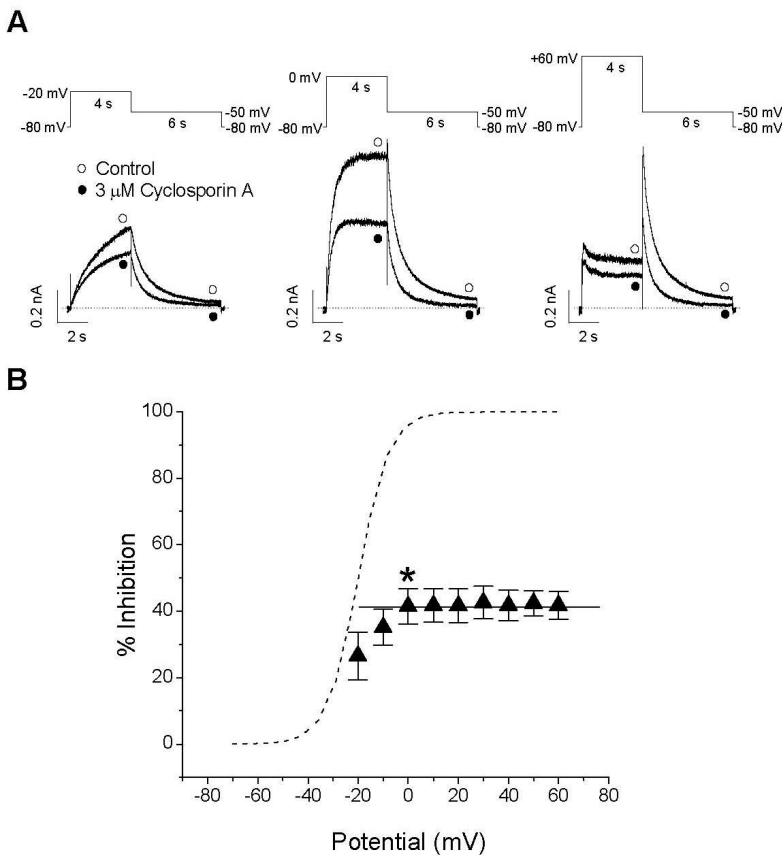 A
-20 mV
4 s
-80 mV
6 s
-50 mV
-80 mV
0 mV
4 s
-80 mV
6 s
-50 mV
-80 mV
+60 mV
4 s
-80 mV
6 s
-50 mV
-80 mV
○ Control
● 3 μM Cyclosporin A
0.2 nA
2 s
0.2 nA
2 s
0.2 nA
2 s
B
% Inhibition
100
80
60
40
20
0
*
-80 -60 -40 -20 0 20 40 60 80
Potential (mV)